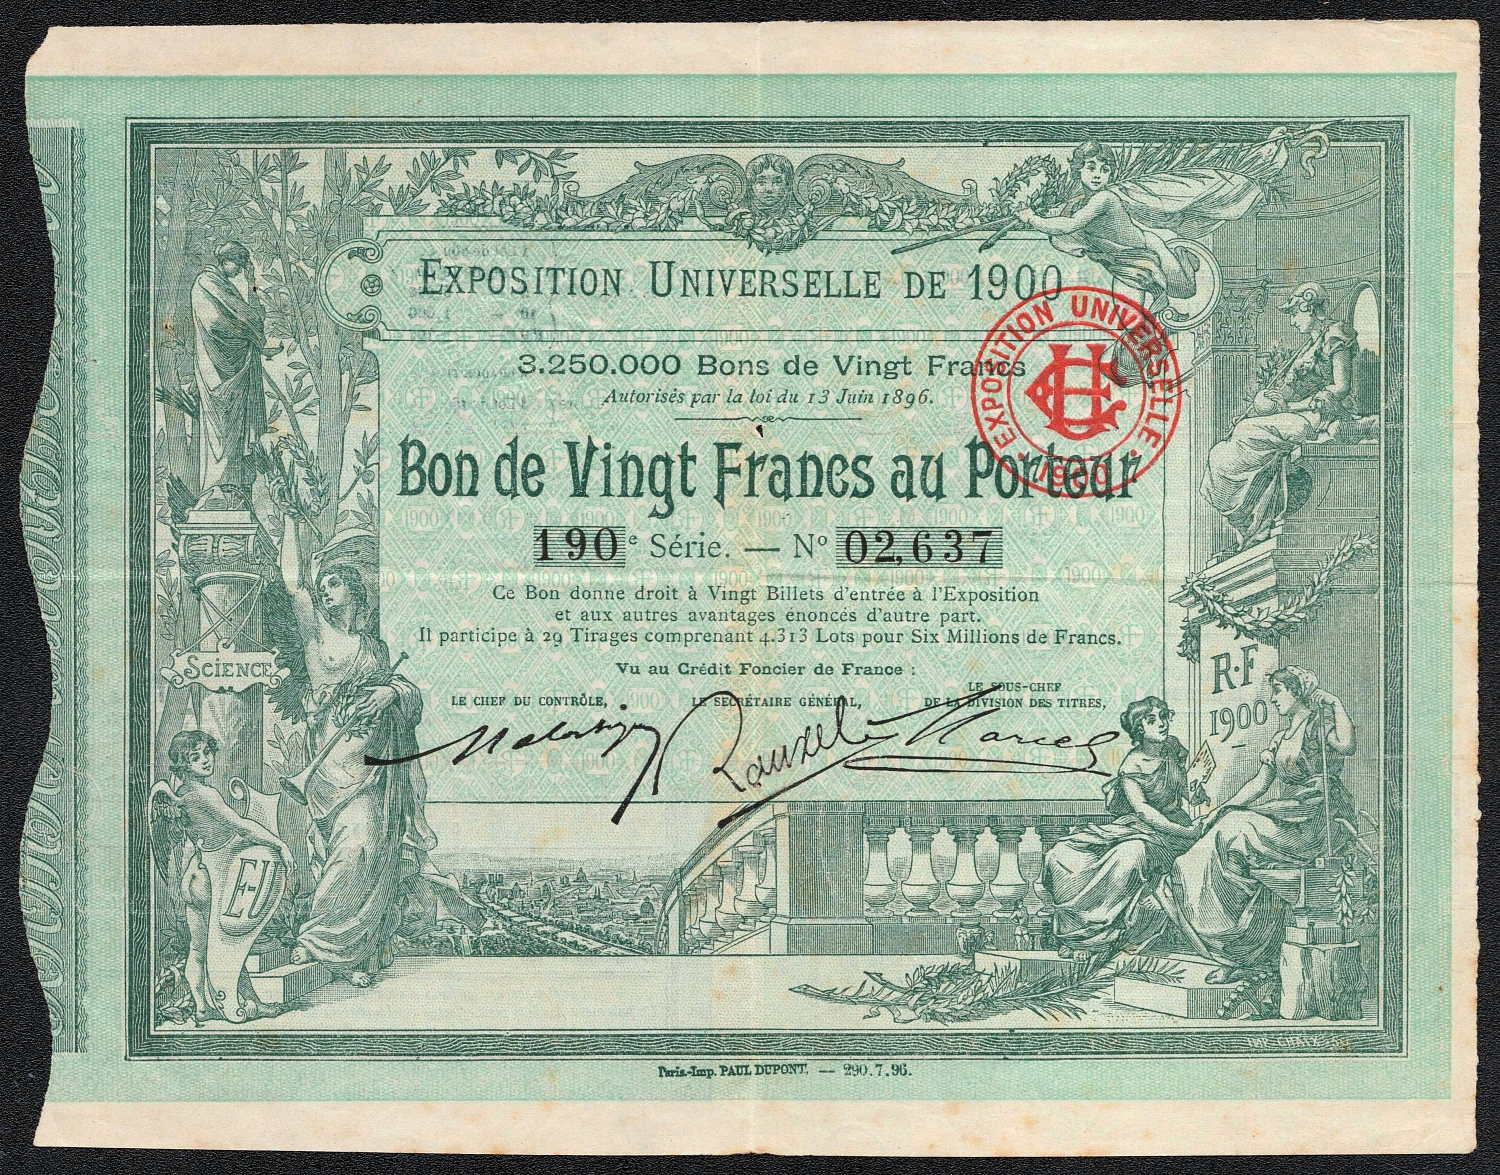 EXPOSITION UNIVERSELLE DE 1900
3.250.000 Bons de Vingt Francs
Autorisés par la loi du 13 Juin 1896.
EXPOSITION UNIVERSELLE
1900
Bon de Vingt Francs au Porteur
190e Série. — No 02,637
Ce Bon donne droit à Vingt Billets d'entrée à l'Exposition
et aux autres avantages énoncés d'autre part.
Il participe à 29 Tirages comprenant 4.313 Lots pour Six Millions de Francs.
Vu au Crédit Foncier de France :
LE CHEF DU CONTRÔLE,
LE SECRÉTAIRE GÉNÉRAL,
LE SOUS-CHEF
DE LA DIVISION DES TITRES,
SCIENCE
R.F
1900
E-U
Paris.-Imp. PAUL DUPONT. — 290.7.96.